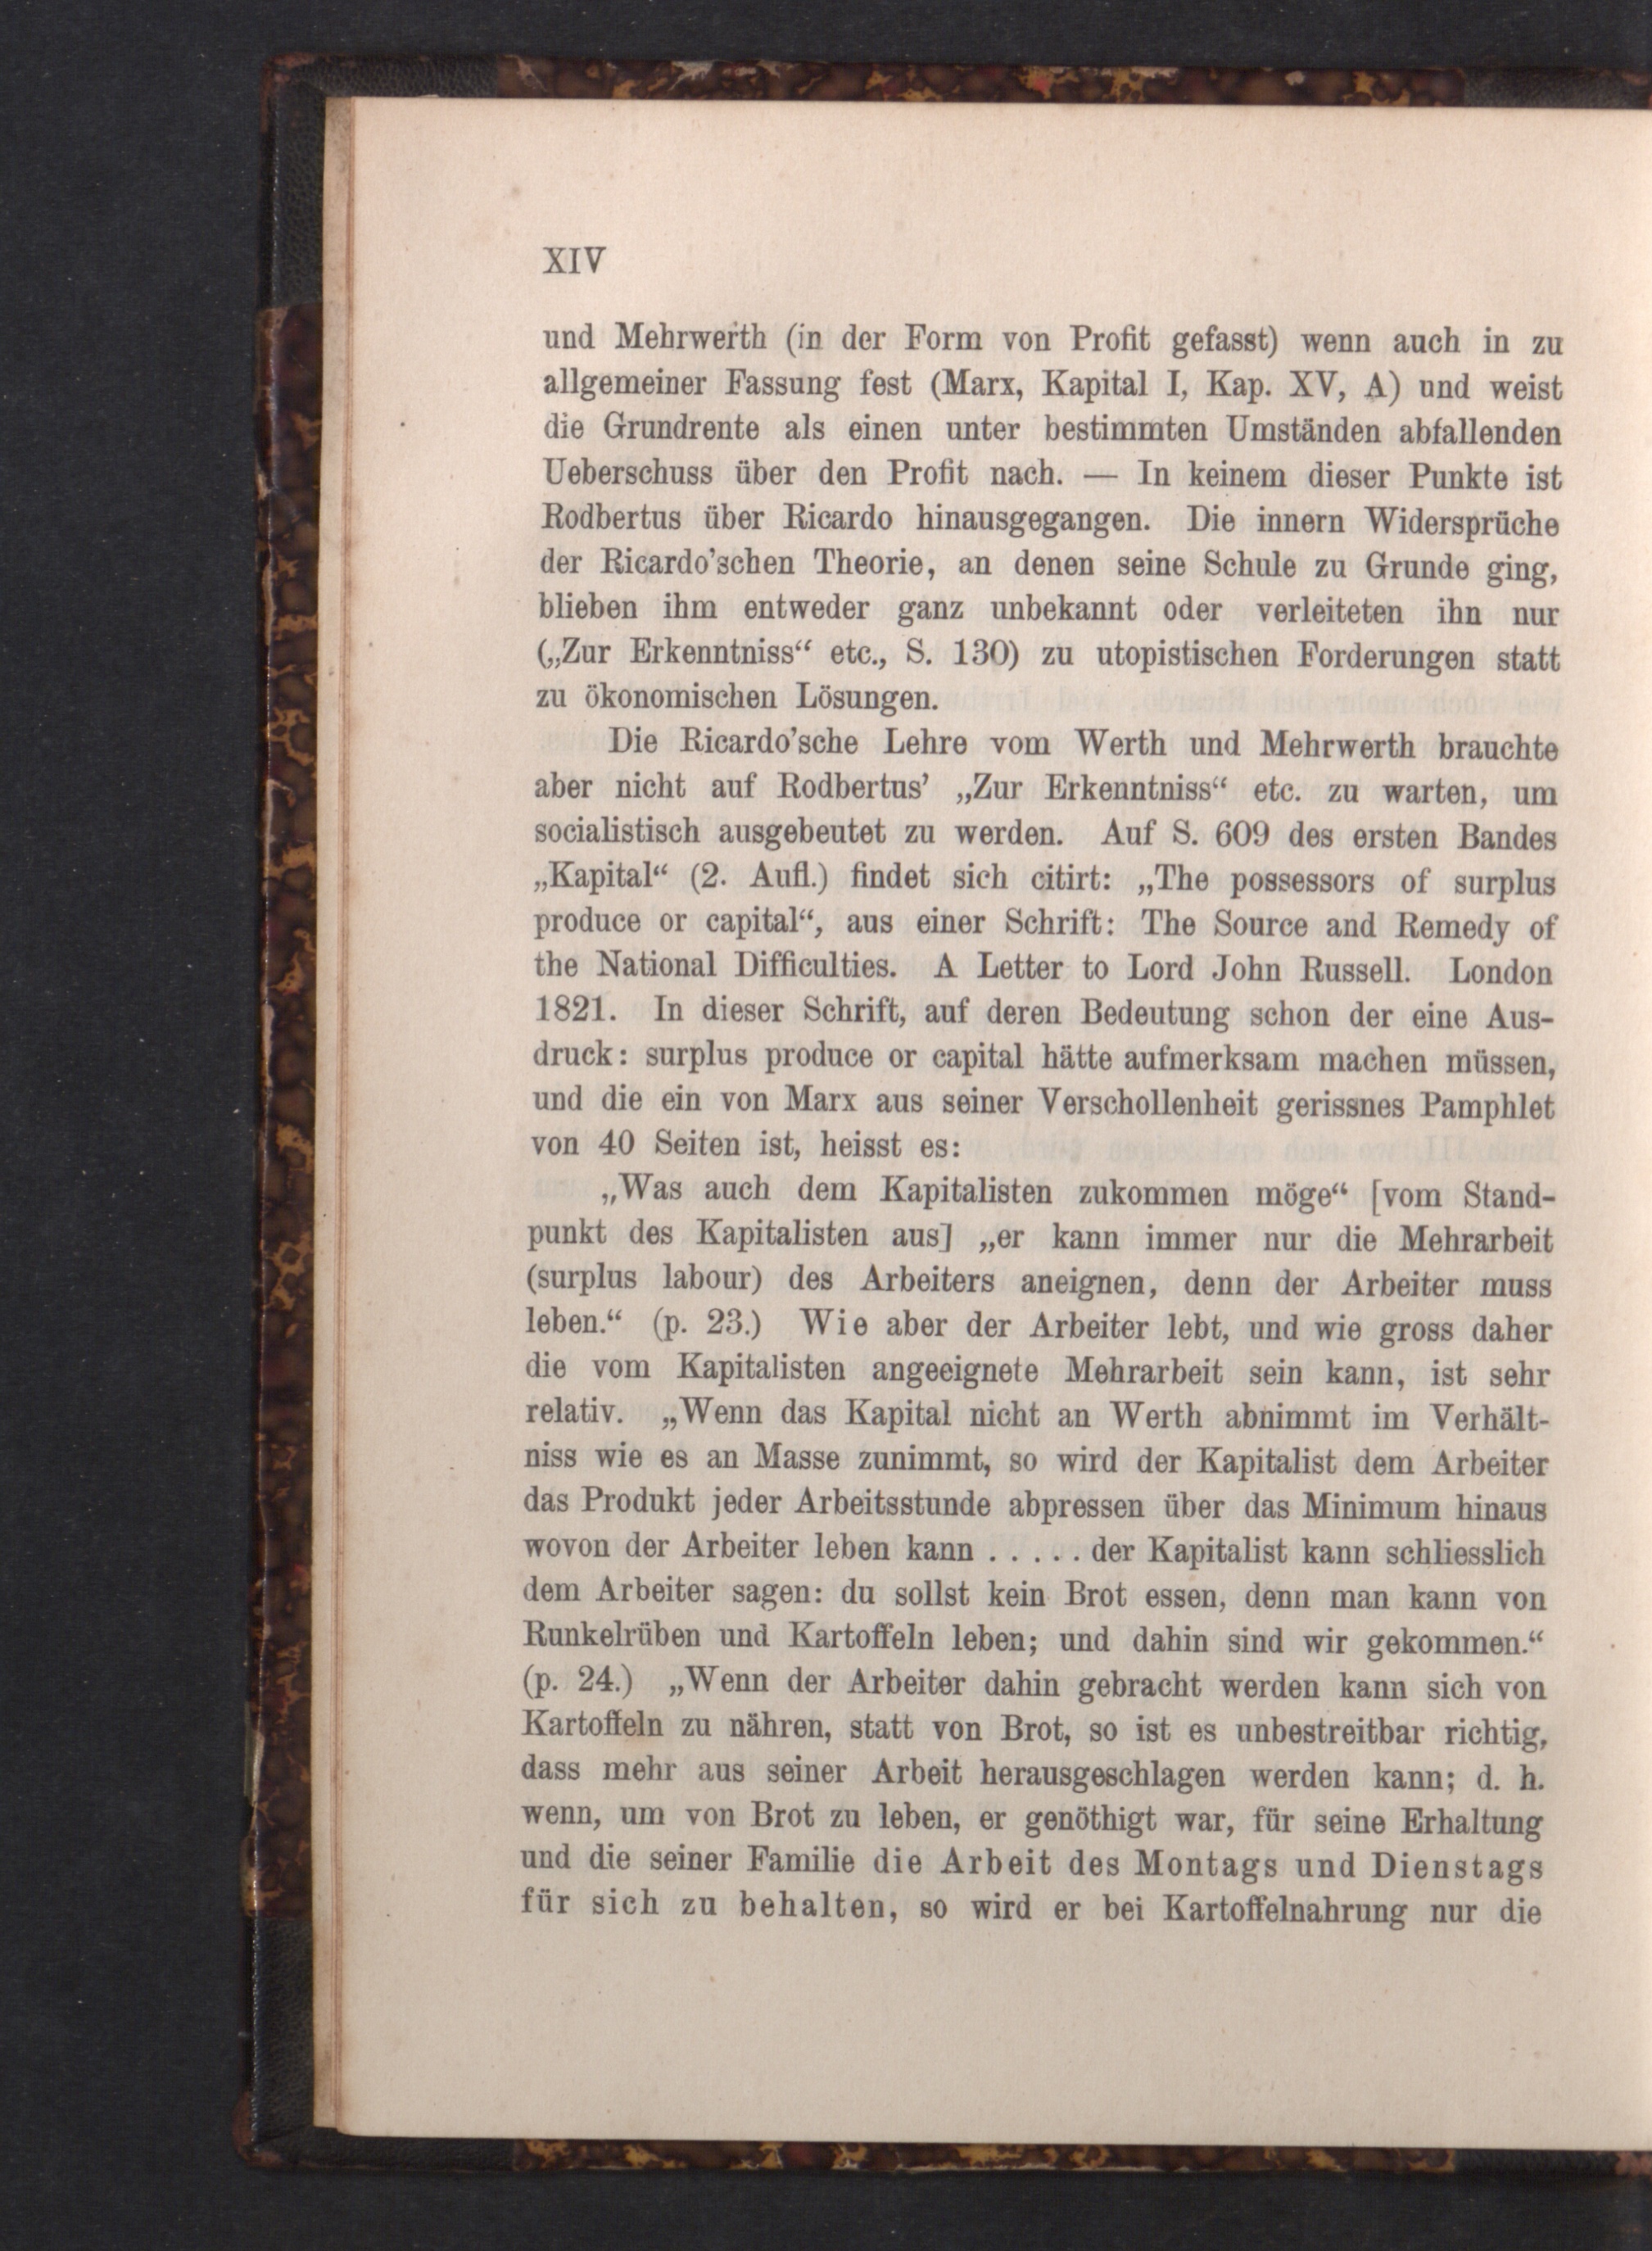 XIV
und Mehrwerth (in der Form von Profit gefasst) wenn auch in zu
allgemeiner Fassung fest (Marx, Kapital I, Kap. XV, A) und weist
die Grundrente als einen unter bestimmten Umständen abfallenden
Ueberschuss über den Profit nach. — In keinem dieser Punkte ist
Rodbertus über Ricardo hinausgegangen. Die innern Widersprüche
der Ricardo'schen Theorie, an denen seine Schule zu Grunde ging,
blieben ihm entweder ganz unbekannt oder verleiteten ihn nur
(„Zur Erkenntniss“ etc., S. 130) zu utopistischen Forderungen statt
zu ökonomischen Lösungen.
Die Ricardo'sche Lehre vom Werth und Mehrwerth brauchte
aber nicht auf Rodbertus' „Zur Erkenntniss“ etc. zu warten, um
socialistisch ausgebeutet zu werden. Auf S. 609 des ersten Bandes
„Kapital“ (2. Aufl.) findet sich citirt: „The possessors of surplus
produce or capital“, aus einer Schrift: The Source and Remedy of
the National Difficulties. A Letter to Lord John Russell. London
1821. In dieser Schrift, auf deren Bedeutung schon der eine Aus-
druck: surplus produce or capital hätte aufmerksam machen müssen,
und die ein von Marx aus seiner Verschollenheit gerissnes Pamphlet
von 40 Seiten ist, heisst es:
„Was auch dem Kapitalisten zukommen möge“ [vom Stand-
punkt des Kapitalisten aus] „er kann immer nur die Mehrarbeit
(surplus labour) des Arbeiters aneignen, denn der Arbeiter muss
leben.“ (p. 23.) Wie aber der Arbeiter lebt, und wie gross daher
die vom Kapitalisten angeeignete Mehrarbeit sein kann, ist sehr
relativ. „Wenn das Kapital nicht an Werth abnimmt im Verhält-
niss wie es an Masse zunimmt, so wird der Kapitalist dem Arbeiter
das Produkt jeder Arbeitsstunde abpressen über das Minimum hinaus
wovon der Arbeiter leben kann . . . . . der Kapitalist kann schliesslich
dem Arbeiter sagen: du sollst kein Brot essen, denn man kann von
Runkelrüben und Kartoffeln leben; und dahin sind wir gekommen.“
(p. 24.) „Wenn der Arbeiter dahin gebracht werden kann sich von
Kartoffeln zu nähren, statt von Brot, so ist es unbestreitbar richtig,
dass mehr aus seiner Arbeit herausgeschlagen werden kann; d. h.
wenn, um von Brot zu leben, er genöthigt war, für seine Erhaltung
und die seiner Familie die Arbeit des Montags und Dienstags
für sich zu behalten, so wird er bei Kartoffelnahrung nur die